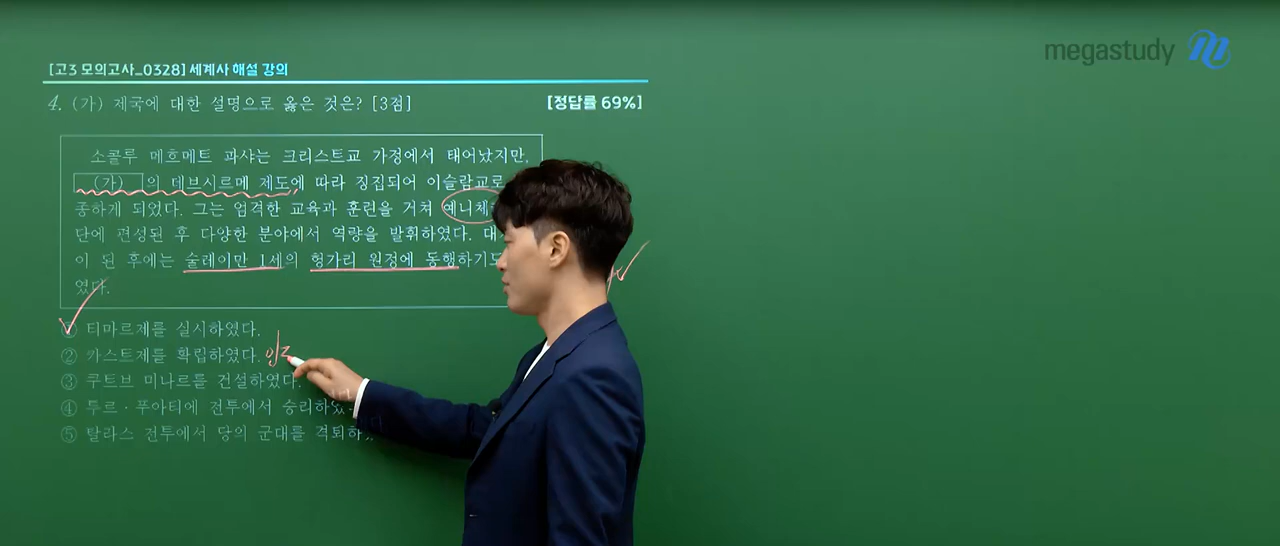 megastudy
[고3 모의고사_0328] 세계사 해설 강의
4. (가) 제국에 대한 설명으로 옳은 것은? [3점] [정답률 69%]
소콜루 메흐메트 파샤는 크리스트교 가정에서 태어났지만,
(가) 의 데브시르메 제도에 따라 징집되어 이슬람교로
종하게 되었다. 그는 엄격한 교육과 훈련을 거쳐 예니체
단에 편성된 후 다양한 분야에서 역량을 발휘하였다.
이 된 후에는 술레이만 1세의 헝가리 원정에 동행하기도
였다.
① 티마르제를 실시하였다.
② 카스트제를 확립하였다.
③ 쿠트브 미나르를 건설하였다.
④ 투르·푸아티에 전투에서 승리하였
⑤ 탈라스 전투에서 당의 군대를 격퇴하